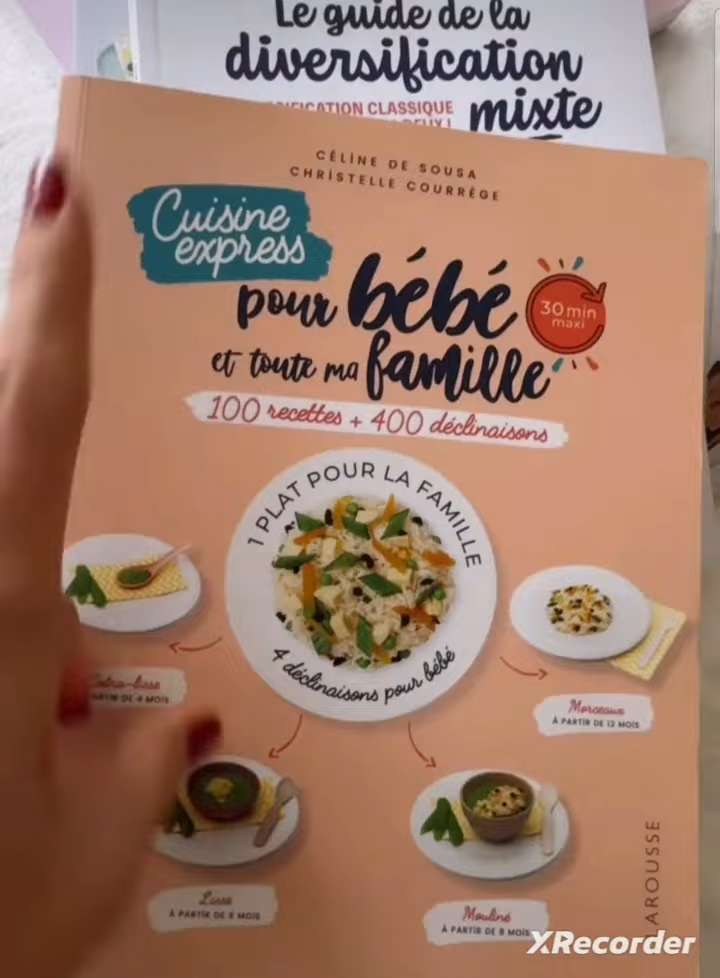 Le guide de la
diversification
CATION CLASSIQUE
mixte
CÉLINE DE SOUSA
CHRISTELLE COURRÈGE
Cuisine
express
pour bébé
30 min
maxi
et toute ma famille
100 recettes + 400 déclinaisons
1 PLAT POUR LA FAMILLE
4 déclinaisons pour bébé
Morceaux
À PARTIR DE 12 MOIS
À PARTIR DE 4 MOIS
Lisse
À PARTIR DE 6 MOIS
Mouliné
À PARTIR DE 8 MOIS
LAROUSSE
XRecorder